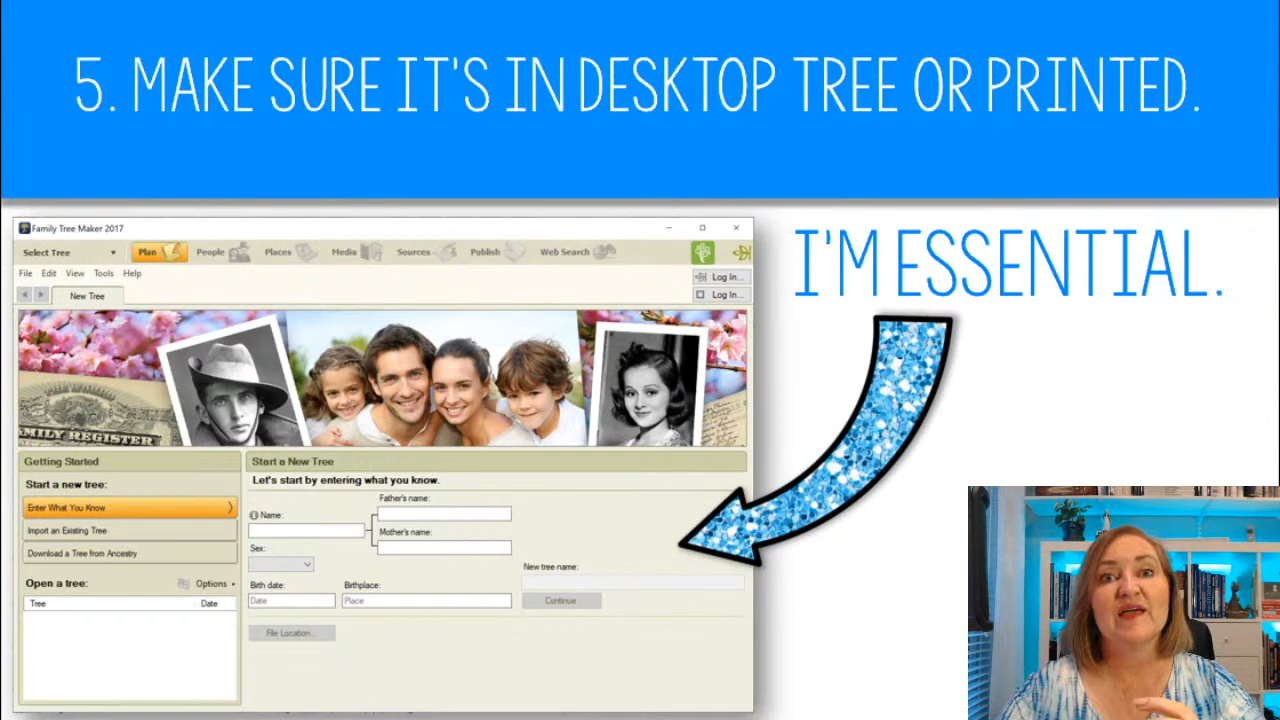 5. MAKE SURE IT'S IN DESKTOP TREE OR PRINTED.
I'M ESSENTIAL.
Family Tree Maker 2017
Select Tree
Plan
People
Places
Media
Sources
Publish
Web Search
File Edit View Tools Help
Log In...
New Tree
Log In...
MILY REGISTER
Getting Started
Start a new tree:
Enter What You Know
Import an Existing Tree
Download a Tree from Ancestry
Open a tree:
Options
Tree Date
Start a New Tree
Let's start by entering what you know.
Father's name:
Name:
Mother's name:
Sex:
New tree name:
Birth date: Birthplace:
Date Place Continue
File Location...